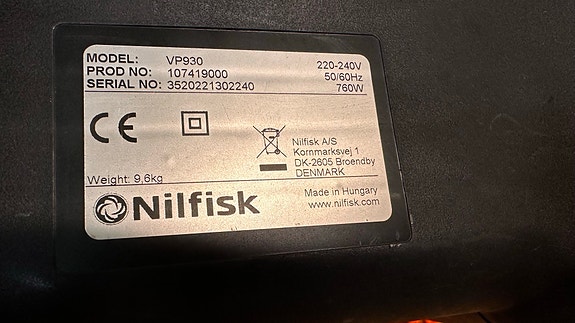 MODEL: VP930 220-240V
PROD NO: 107419000 50/60Hz
SERIAL NO: 3520221302240 760W
CE
Nilfisk A/S
Kornmarksvej 1
DK-2605 Broendby
DENMARK
Weight: 9,6kg
Nilfisk
Made in Hungary
www.nilfisk.com